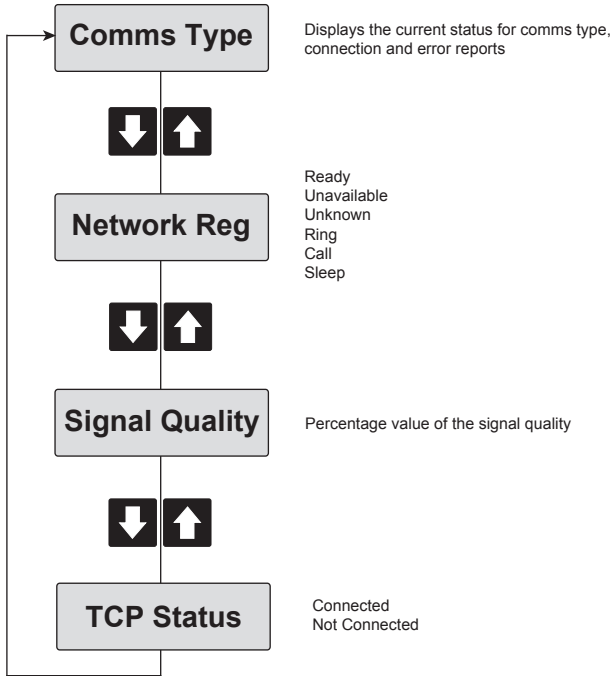 Comms Type
Displays the current status for comms type,
connection and error reports
Network Reg
Ready
Unavailable
Unknown
Ring
Call
Sleep
Signal Quality
Percentage value of the signal quality
TCP Status
Connected
Not Connected